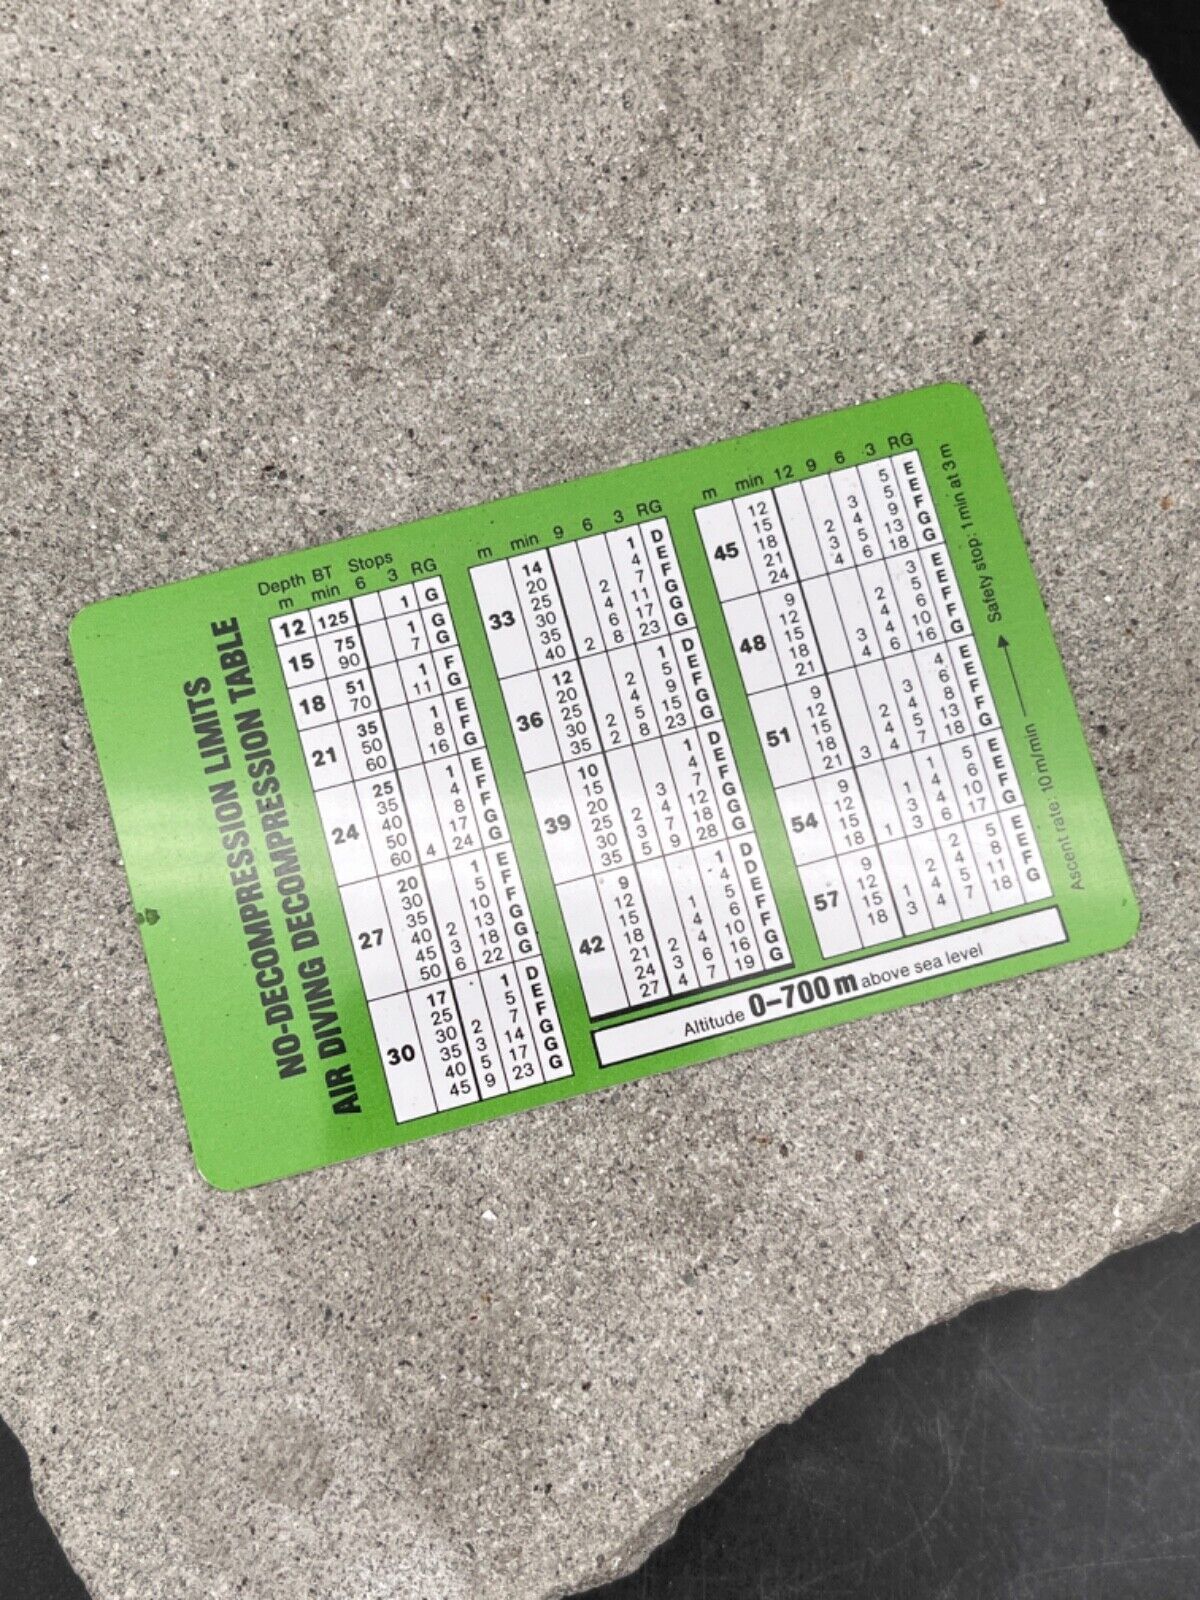 NO-DECOMPRESSION LIMITS
AIR DIVING DECOMPRESSION TABLE
Depth BT Stops
m min 6 3 RG
12 125 1 G
15 75 1 G
90 7 G
18 51 1 F
70 11 G
21 35 1 E
50 8 F
60 16 G
24 25 1 E
35 4 F
40 8 F
50 17 G
60 4 24 G
27 20 1 E
30 5 F
35 10 F
40 2 13 G
45 3 18 G
50 6 22 G
30 17 1 D
25 5 E
30 2 7 F
35 3 14 G
40 5 17 G
45 9 23 G
m min 9 6 3 RG
33 14 1 D
20 4 E
25 2 7 F
30 4 11 G
35 6 17 G
40 2 8 23 G
36 12 1 D
20 2 5 E
25 4 9 F
30 2 5 15 G
35 2 8 23 G
39 10 1 D
15 4 E
20 3 7 F
25 2 4 12 G
30 3 7 18 G
35 5 9 28 G
42 9 1 D
12 4 D
15 1 5 E
18 4 6 F
21 2 4 10 F
24 3 6 16 G
27 4 7 19 G
m min 12 9 6 3 RG
45 12 5 E
15 3 5 E
18 2 4 9 F
21 3 5 13 G
24 4 6 18 G
48 9 3 E
12 2 5 E
15 4 6 F
18 3 4 10 F
21 4 6 16 G
51 9 4 E
12 3 6 E
15 2 4 8 F
18 4 5 13 F
21 3 4 7 18 G
54 9 1 5 E
12 1 4 6 E
15 3 4 10 F
18 1 3 6 17 G
57 9 2 5 E
12 2 4 8 E
15 1 4 5 11 F
18 3 4 7 18 G
Altitude 0–700 m above sea level
Ascent rate: 10 m/min → Safety stop: 1 min at 3 m